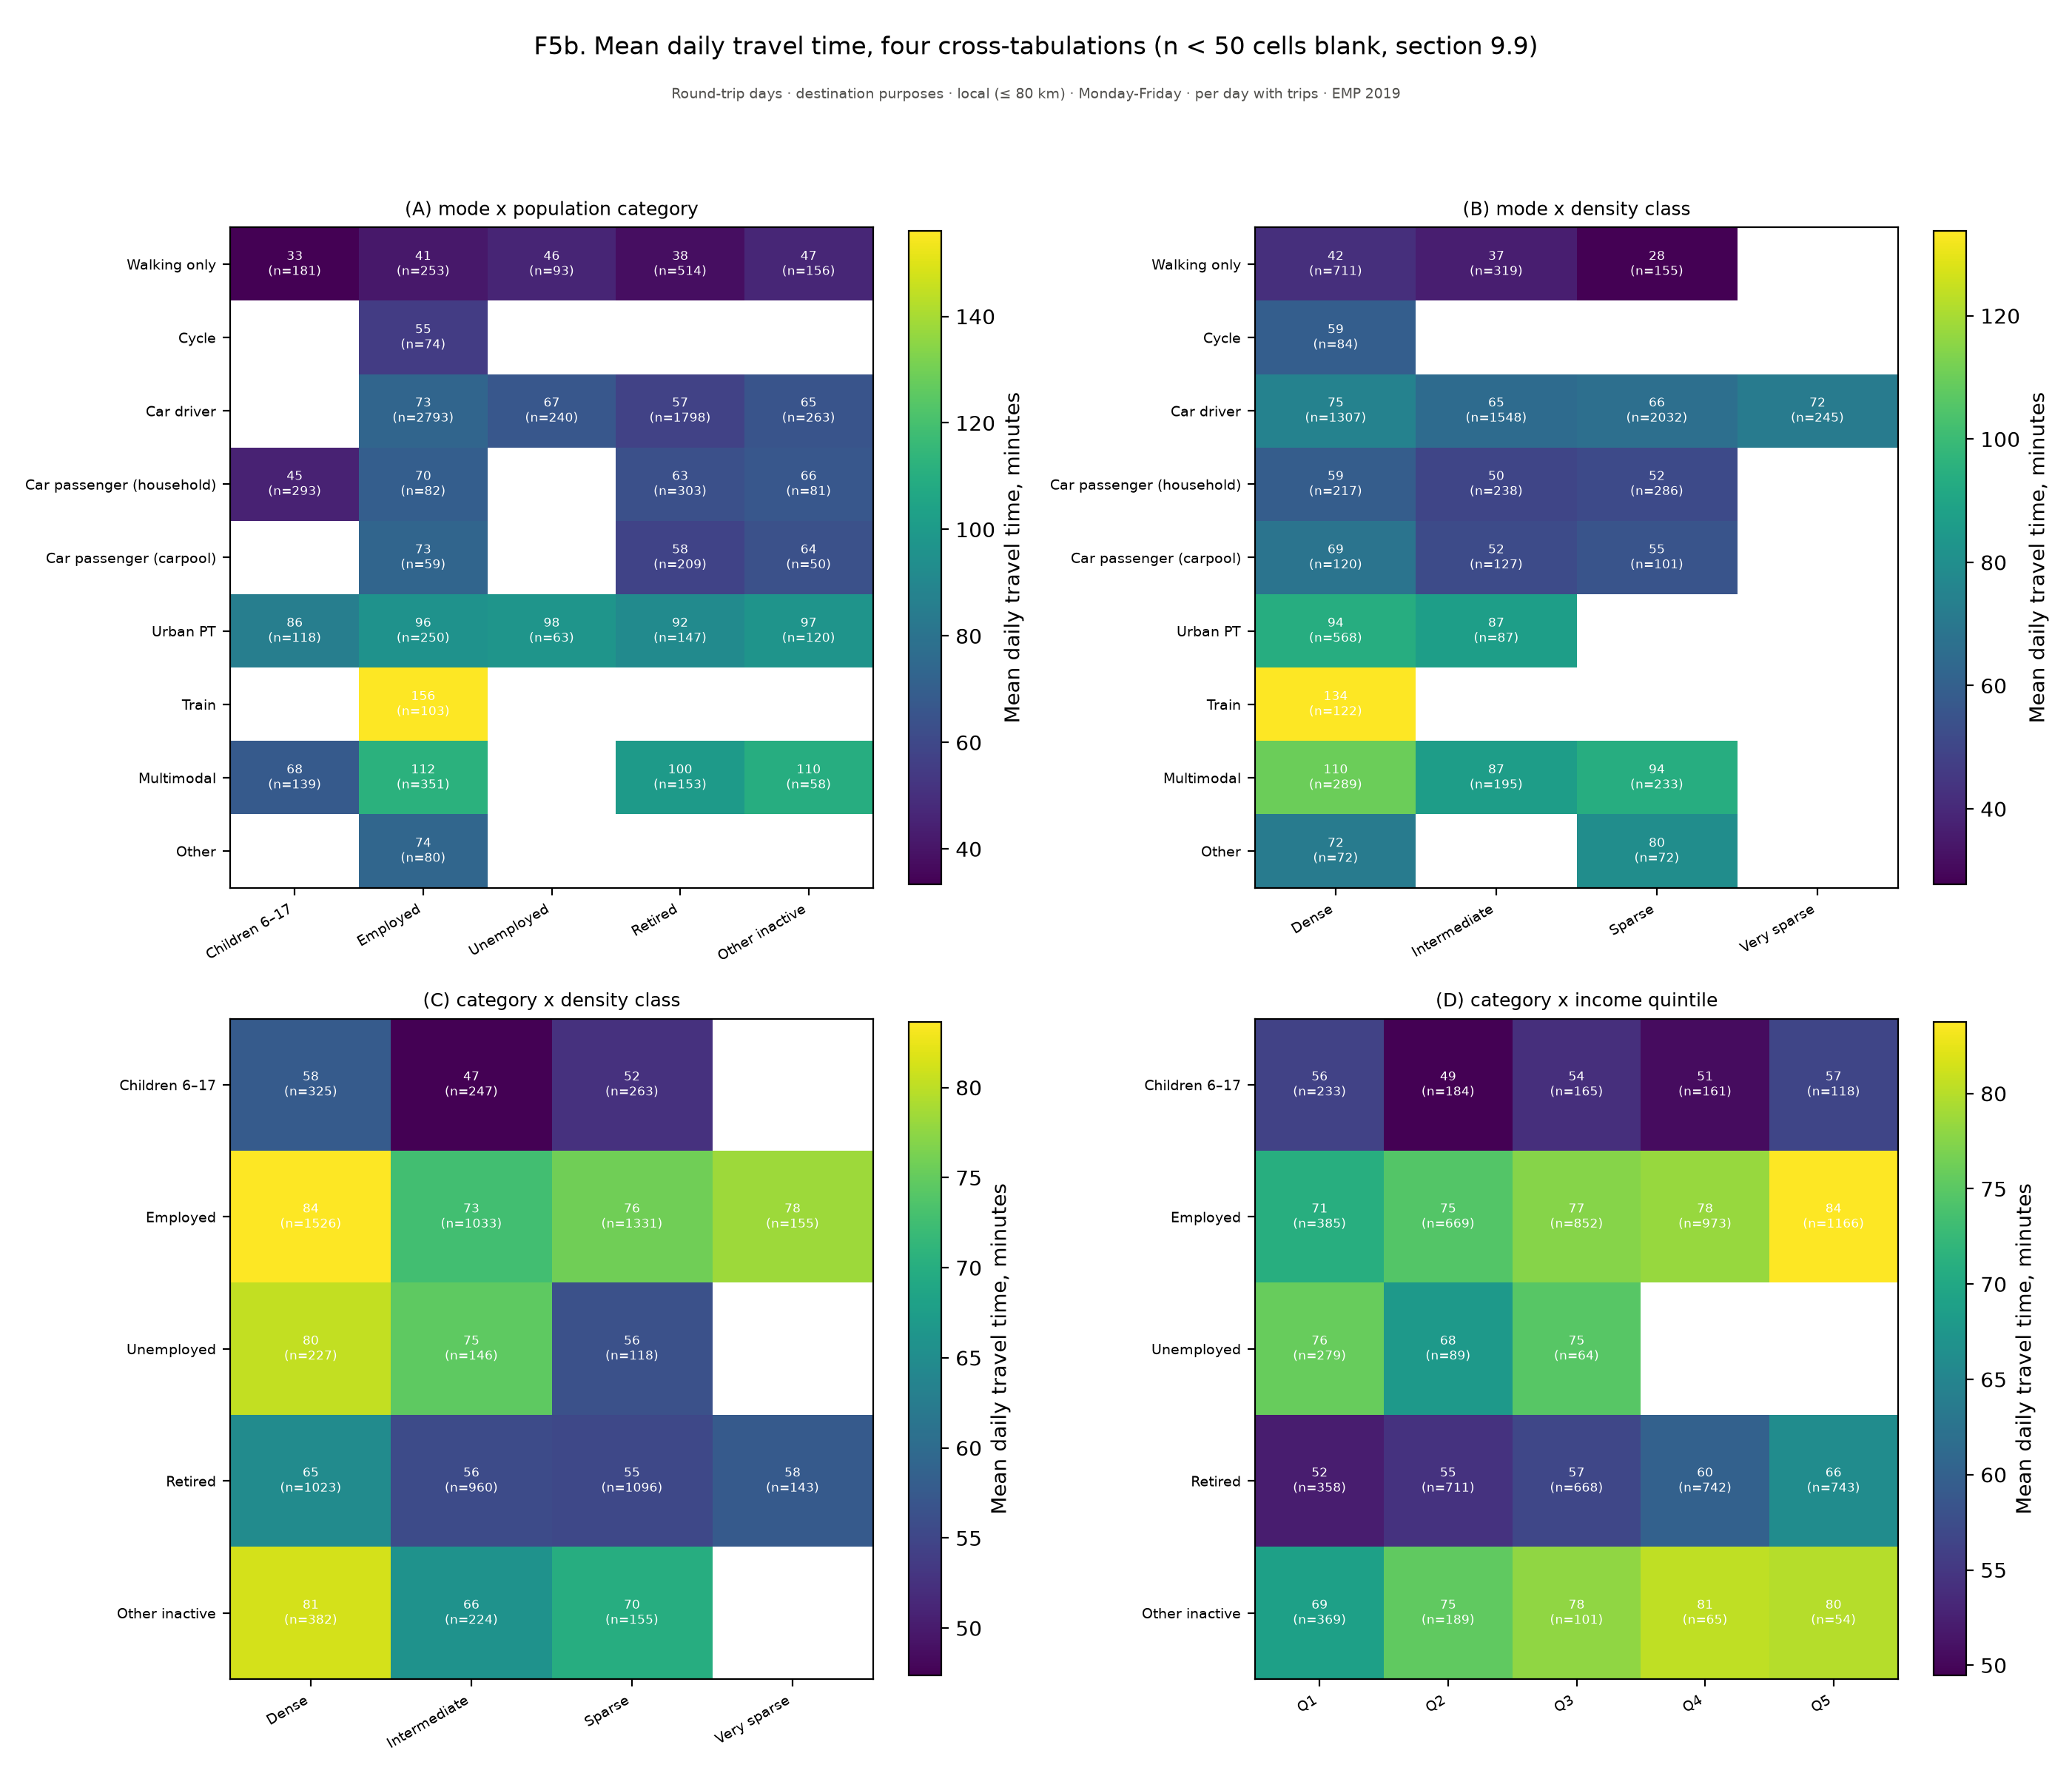 F5b. Mean daily travel time, four cross-tabulations (n < 50 cells blank, section 9.9)
Round-trip days · destination purposes · local (≤ 80 km) · Monday-Friday · per day with trips · EMP 2019
(A) mode x population category
Walking only
33 41 46 38 47
(n=181) (n=253) (n=93) (n=514) (n=156)
Cycle
55
(n=74)
Car driver
73 67 57 65
(n=2793) (n=240) (n=1798) (n=263)
Car passenger (household)
45 70 63 66
(n=293) (n=82) (n=303) (n=81)
Car passenger (carpool)
73 58 64
(n=59) (n=209) (n=50)
Urban PT
86 96 98 92 97
(n=118) (n=250) (n=63) (n=147) (n=120)
Train
156
(n=103)
Multimodal
68 112 100 110
(n=139) (n=351) (n=153) (n=58)
Other
74
(n=80)
Children 6–17 Employed Unemployed Retired Other inactive
140
120
100
80
60
40
Mean daily travel time, minutes
(B) mode x density class
Walking only
42 37 28
(n=711) (n=319) (n=155)
Cycle
59
(n=84)
Car driver
75 65 66 72
(n=1307) (n=1548) (n=2032) (n=245)
Car passenger (household)
59 50 52
(n=217) (n=238) (n=286)
Car passenger (carpool)
69 52 55
(n=120) (n=127) (n=101)
Urban PT
94 87
(n=568) (n=87)
Train
134
(n=122)
Multimodal
110 87 94
(n=289) (n=195) (n=233)
Other
72 80
(n=72) (n=72)
Dense Intermediate Sparse Very sparse
120
100
80
60
40
Mean daily travel time, minutes
(C) category x density class
Children 6–17
58 47 52
(n=325) (n=247) (n=263)
Employed
84 73 76 78
(n=1526) (n=1033) (n=1331) (n=155)
Unemployed
80 75 56
(n=227) (n=146) (n=118)
Retired
65 56 55 58
(n=1023) (n=960) (n=1096) (n=143)
Other inactive
81 66 70
(n=382) (n=224) (n=155)
Dense Intermediate Sparse Very sparse
80
75
70
65
60
55
50
Mean daily travel time, minutes
(D) category x income quintile
Children 6–17
56 49 54 51 57
(n=233) (n=184) (n=165) (n=161) (n=118)
Employed
71 75 77 78 84
(n=385) (n=669) (n=852) (n=973) (n=1166)
Unemployed
76 68 75
(n=279) (n=89) (n=64)
Retired
52 55 57 60 66
(n=358) (n=711) (n=668) (n=742) (n=743)
Other inactive
69 75 78 81 80
(n=369) (n=189) (n=101) (n=65) (n=54)
Q1 Q2 Q3 Q4 Q5
80
75
70
65
60
55
50
Mean daily travel time, minutes